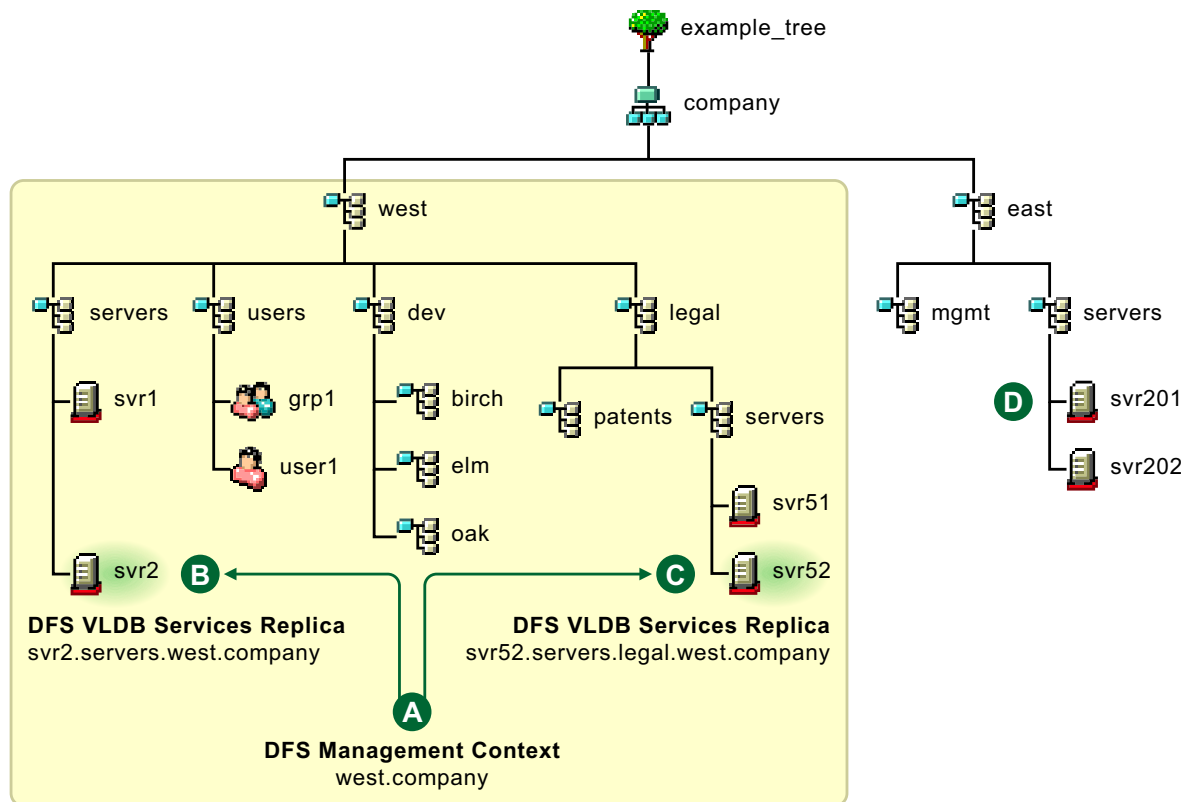 example_tree
company
west
east
servers
users
dev
legal
mgmt
servers
svr1
grp1
birch
patents
servers
D
svr201
user1
elm
svr202
svr51
oak
svr2
B
C
svr52
DFS VLDB Services Replica
svr2.servers.west.company
DFS VLDB Services Replica
svr52.servers.legal.west.company
A
DFS Management Context
west.company